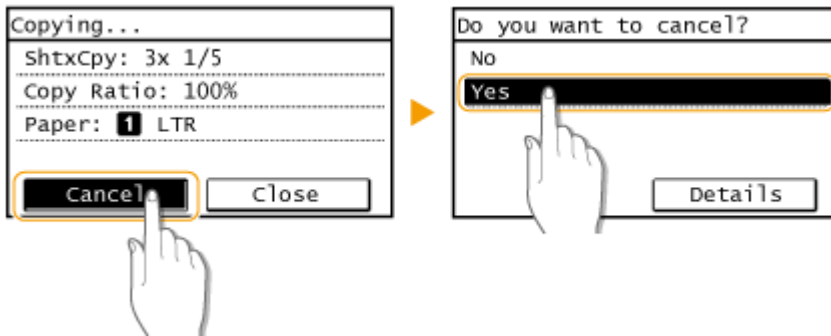 Copying...
ShtxCpy: 3x 1/5
Copy Ratio: 100%
Paper: 1 LTR
Cancel
Close
Do you want to cancel?
No
Yes
Details